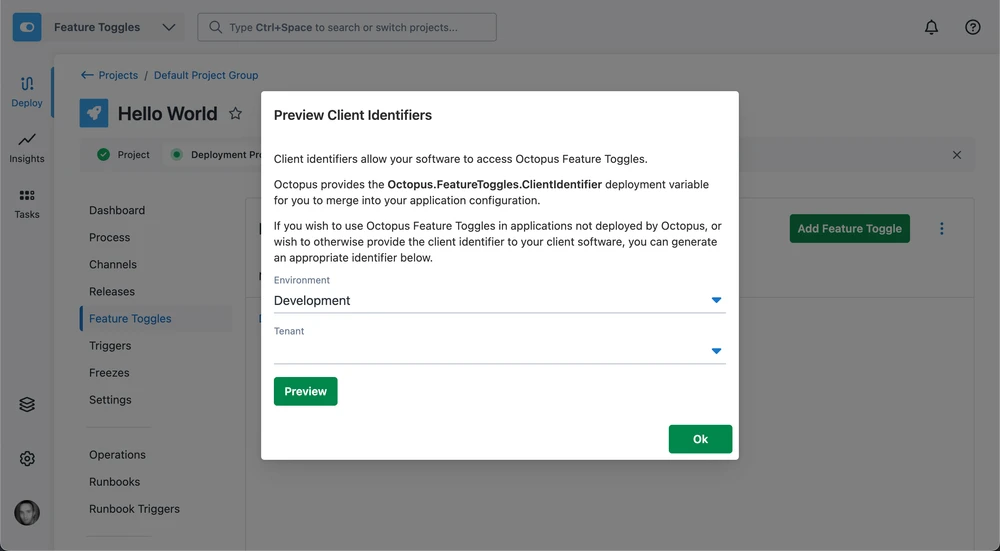 Feature Toggles
Type Ctrl+Space to search or switch projects...
Deploy
Insights
Tasks
Projects / Default Project Group
Hello World
Project
Deployment Pr
Dashboard
Process
Channels
Releases
Feature Toggles
Triggers
Freezes
Settings
Operations
Runbooks
Runbook Triggers
Add Feature Toggle
Preview Client Identifiers
Client identifiers allow your software to access Octopus Feature Toggles.
Octopus provides the Octopus.FeatureToggles.ClientIdentifier deployment variable
for you to merge into your application configuration.
If you wish to use Octopus Feature Toggles in applications not deployed by Octopus, or
wish to otherwise provide the client identifier to your client software, you can generate
an appropriate identifier below.
Environment
Development
Tenant
Preview
Ok